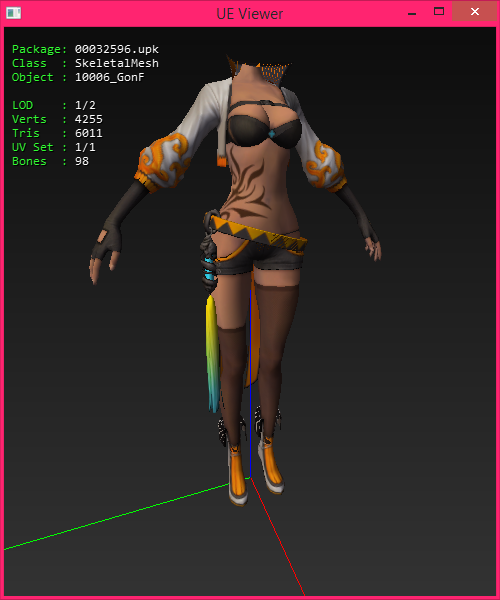 UE Viewer
Package: 00032596.upk
Class  : SkeletalMesh
Object : 10006_GonF
LOD    : 1/2
Verts  : 4255
Tris   : 6011
UV Set : 1/1
Bones  : 98